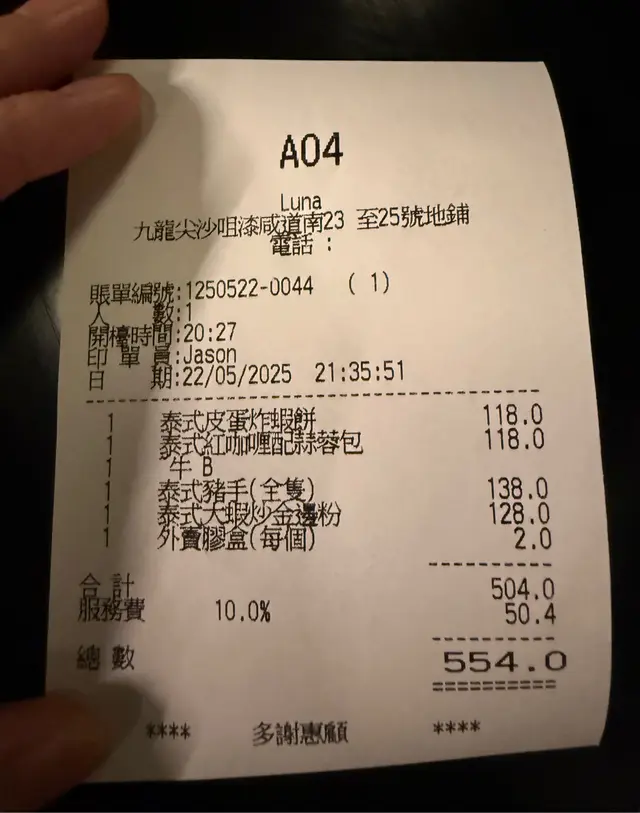 A04
Luna
九龍尖沙咀漆咸道南23 至25號地鋪
電話 :
賬單編號:1250522-0044 ( 1)
人 數:1
開檯時間:20:27
印 單 員:Jason
日 期:22/05/2025 21:35:51
1 泰式皮蛋炸蝦餅 118.0
1 泰式紅咖喱配蒜蓉包 118.0
1 牛 B
1 泰式豬手(全隻) 138.0
1 泰式大蝦炒金邊粉 128.0
1 外賣膠盒(每個) 2.0
合 計 504.0
服務費 10.0% 50.4
總 數 554.0
**** 多謝惠顧 ****